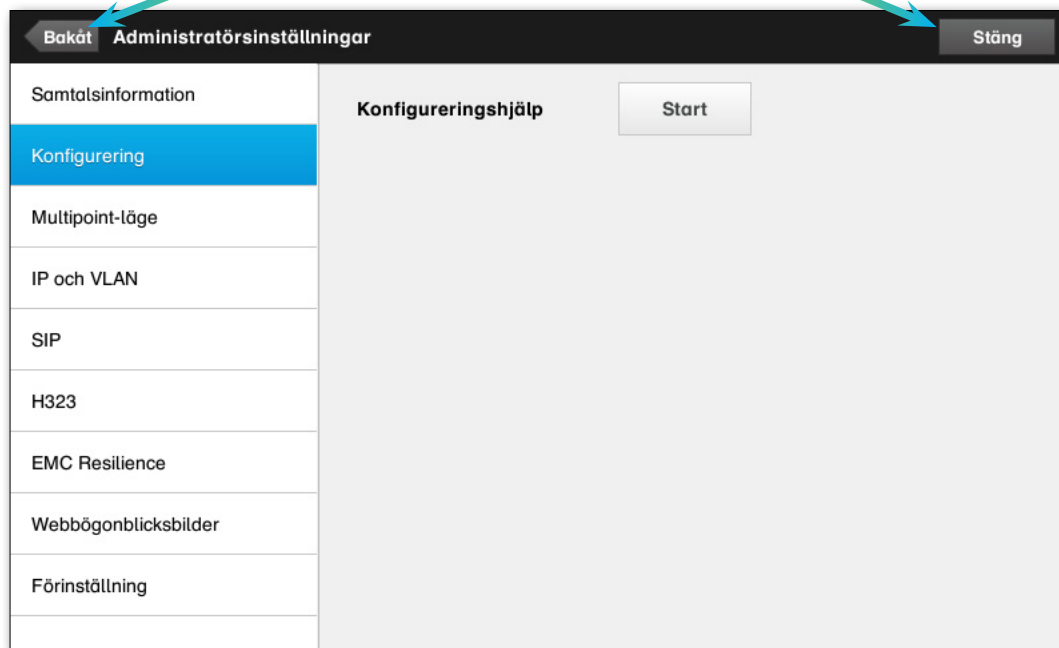 Bakåt Administratörsinställningar Stäng
Samtalsinformation
Konfigureringshjälp Start
Konfigurering
Multipoint-läge
IP och VLAN
SIP
H323
EMC Resilience
Webbögonblicksbilder
Förinställning